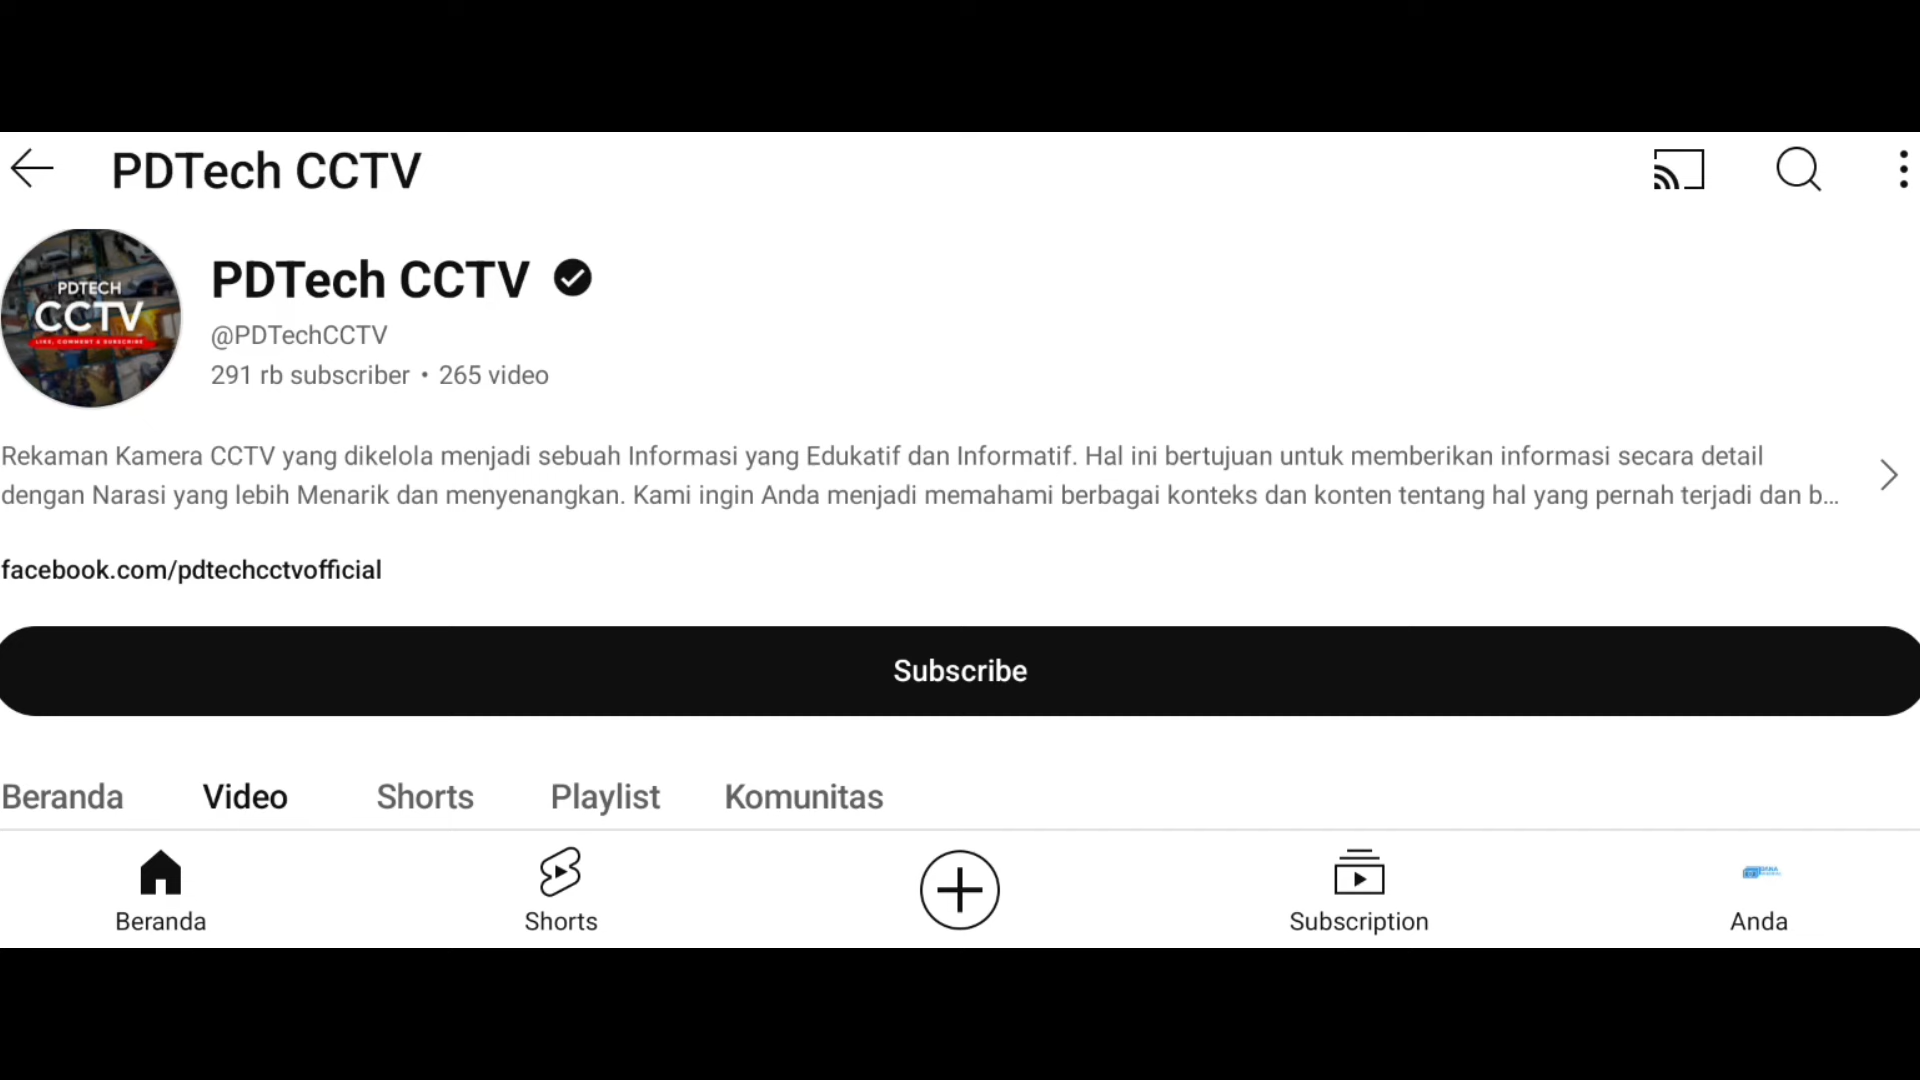 PDTech CCTV
PDTECH
CCTV
LIKE, COMMENT & SUBSCRIBE
PDTech CCTV
@PDTechCCTV
291 rb subscriber • 265 video
Rekaman Kamera CCTV yang dikelola menjadi sebuah Informasi yang Edukatif dan Informatif. Hal ini bertujuan untuk memberikan informasi secara detail
dengan Narasi yang lebih Menarik dan menyenangkan. Kami ingin Anda menjadi memahami berbagai konteks dan konten tentang hal yang pernah terjadi dan b...
facebook.com/pdtechcctvofficial
Subscribe
Beranda Video Shorts Playlist Komunitas
Beranda Shorts Subscription Anda